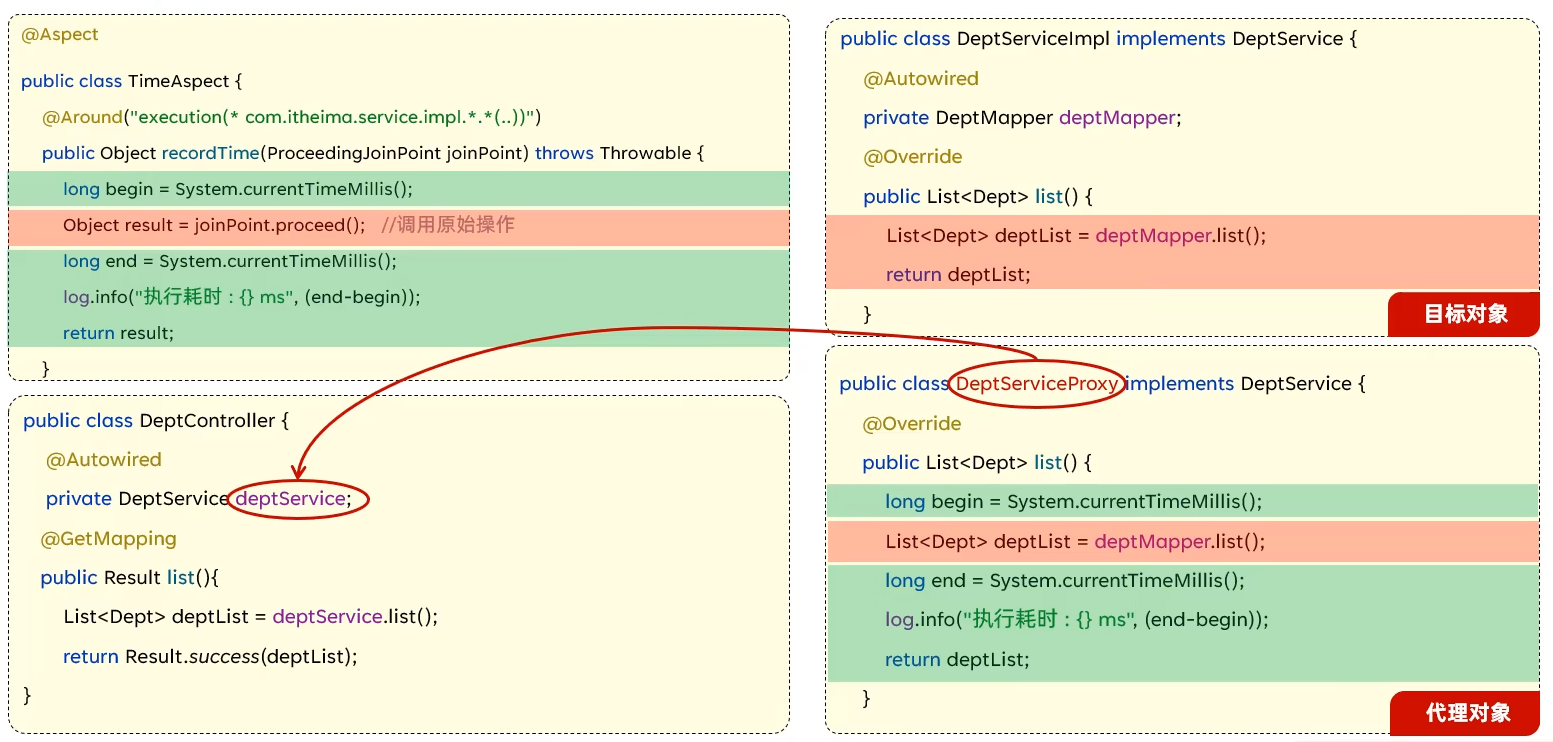 @Aspect
public class TimeAspect {
@Around("execution(* com.itheima.service.impl.*.*(..))")
public Object recordTime(ProceedingJoinPoint joinPoint) throws Throwable {
long begin = System.currentTimeMillis();
Object result = joinPoint.proceed(); //调用原始操作
long end = System.currentTimeMillis();
log.info("执行耗时 : {} ms", (end-begin));
return result;
}
public class DeptController {
@Autowired
private DeptService deptService;
@GetMapping
public Result list(){
List<Dept> deptList = deptService.list();
return Result.success(deptList);
}
public class DeptServiceImpl implements DeptService {
@Autowired
private DeptMapper deptMapper;
@Override
public List<Dept> list() {
List<Dept> deptList = deptMapper.list();
return deptList;
}
目标对象
public class DeptServiceProxy implements DeptService {
@Override
public List<Dept> list() {
long begin = System.currentTimeMillis();
List<Dept> deptList = deptMapper.list();
long end = System.currentTimeMillis();
log.info("执行耗时 : {} ms", (end-begin));
return deptList;
}
代理对象